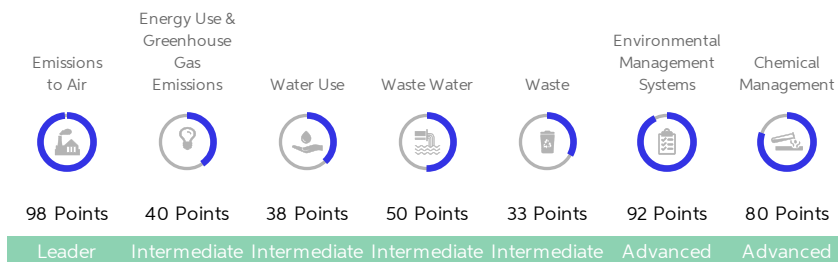 Emissions
to Air
Energy Use &
Greenhouse
Gas
Emissions
Water Use
Waste Water
Waste
Environmental
Management
Systems
Chemical
Management
98 Points
40 Points
38 Points
50 Points
33 Points
92 Points
80 Points
Leader
Intermediate
Intermediate
Intermediate
Intermediate
Advanced
Advanced